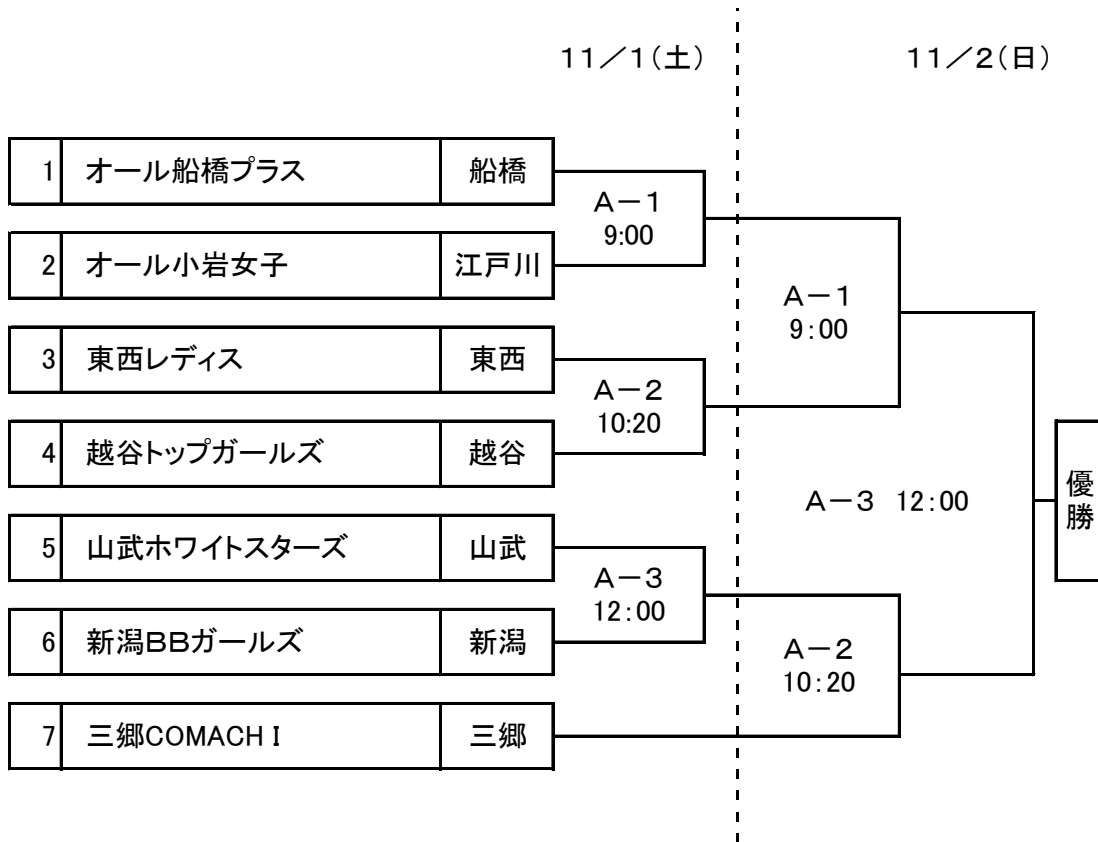 11／1(土)
11／2(日)
1 オール船橋プラス 船橋
A－1
9:00
2 オール小岩女子 江戸川
A－1
9:00
3 東西レディス 東西
A－2
10:20
4 越谷トップガールズ 越谷
A－3 12:00
優勝
5 山武ホワイトスターズ 山武
A－3
12:00
6 新潟BBガールズ 新潟
A－2
10:20
7 三郷COMACHI 三郷